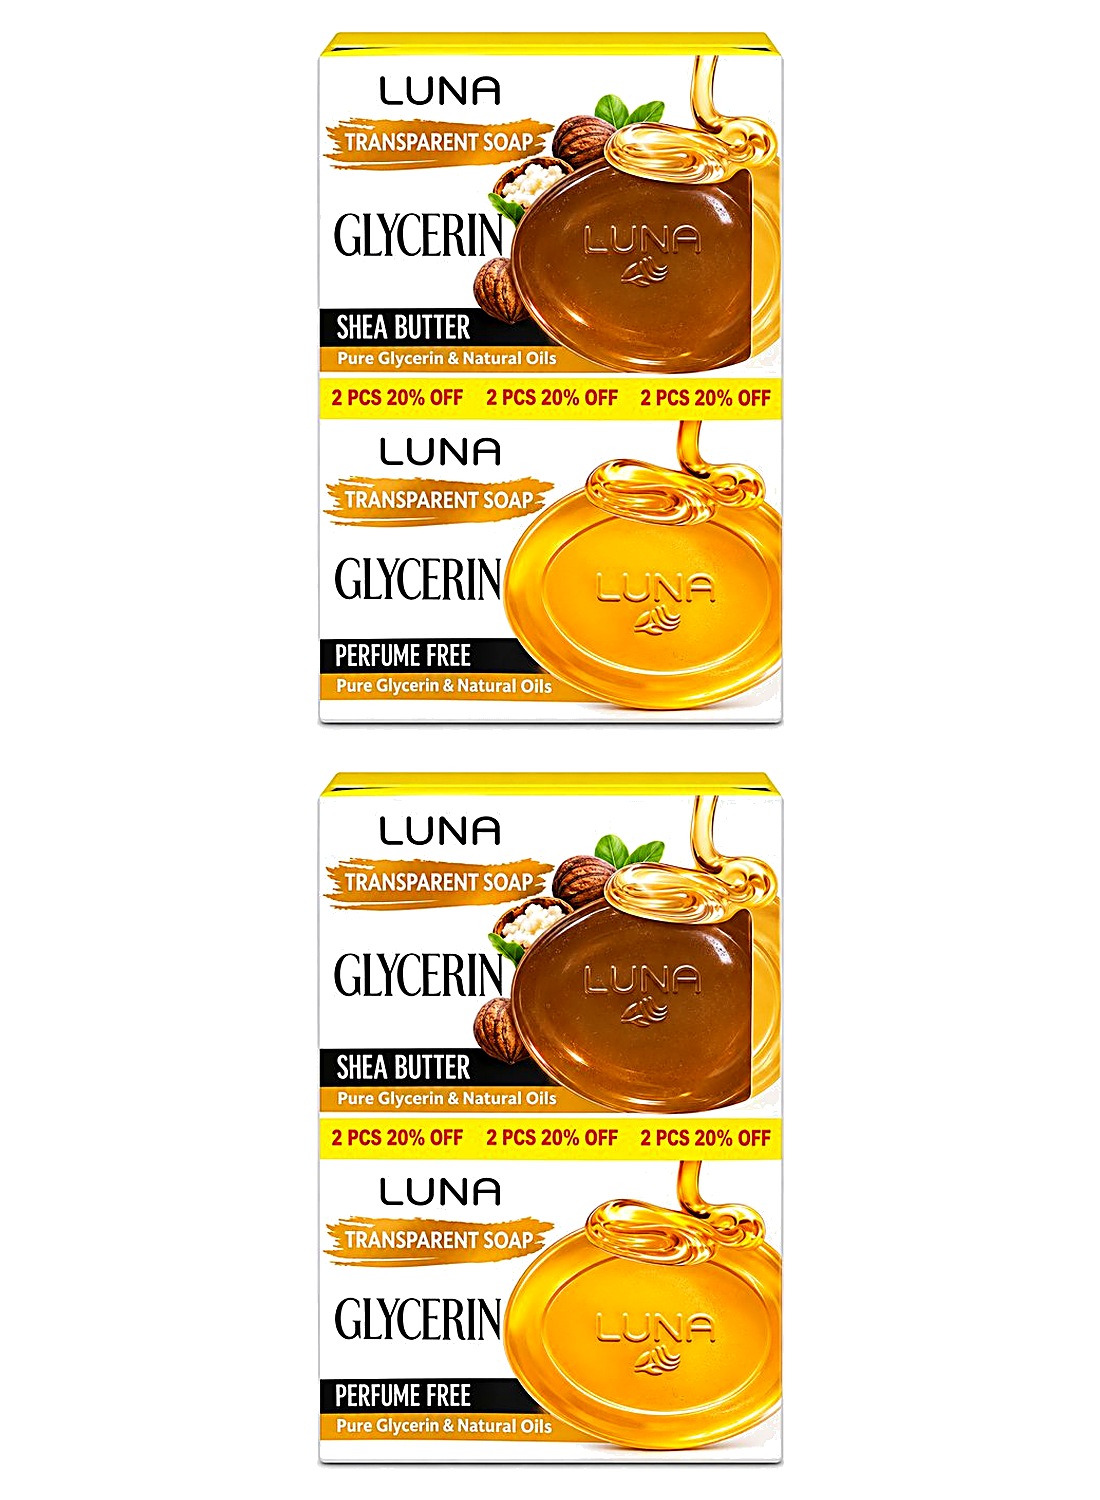 LUNA
TRANSPARENT SOAP
GLYCERIN
LUNA
SHEA BUTTER
Pure Glycerin & Natural Oils
2 PCS 20% OFF 2 PCS 20% OFF 2 PCS 20% OFF
LUNA
TRANSPARENT SOAP
GLYCERIN
LUNA
PERFUME FREE
Pure Glycerin & Natural Oils
LUNA
TRANSPARENT SOAP
GLYCERIN
LUNA
SHEA BUTTER
Pure Glycerin & Natural Oils
2 PCS 20% OFF 2 PCS 20% OFF 2 PCS 20% OFF
LUNA
TRANSPARENT SOAP
GLYCERIN
LUNA
PERFUME FREE
Pure Glycerin & Natural Oils